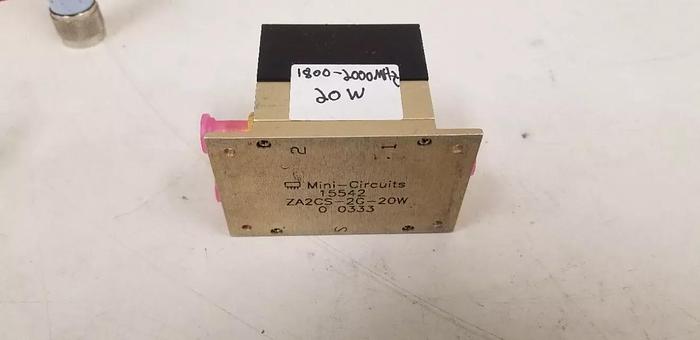 1800-2000MHz
20 W
2 1
Mini-Circuits
15542
ZA2CS-2G-20W
0 0333
S